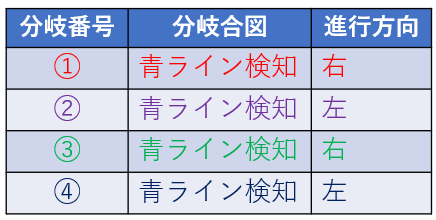 分岐番号 分岐合図 進行方向
① 青ライン検知 右
② 青ライン検知 左
③ 青ライン検知 右
④ 青ライン検知 左